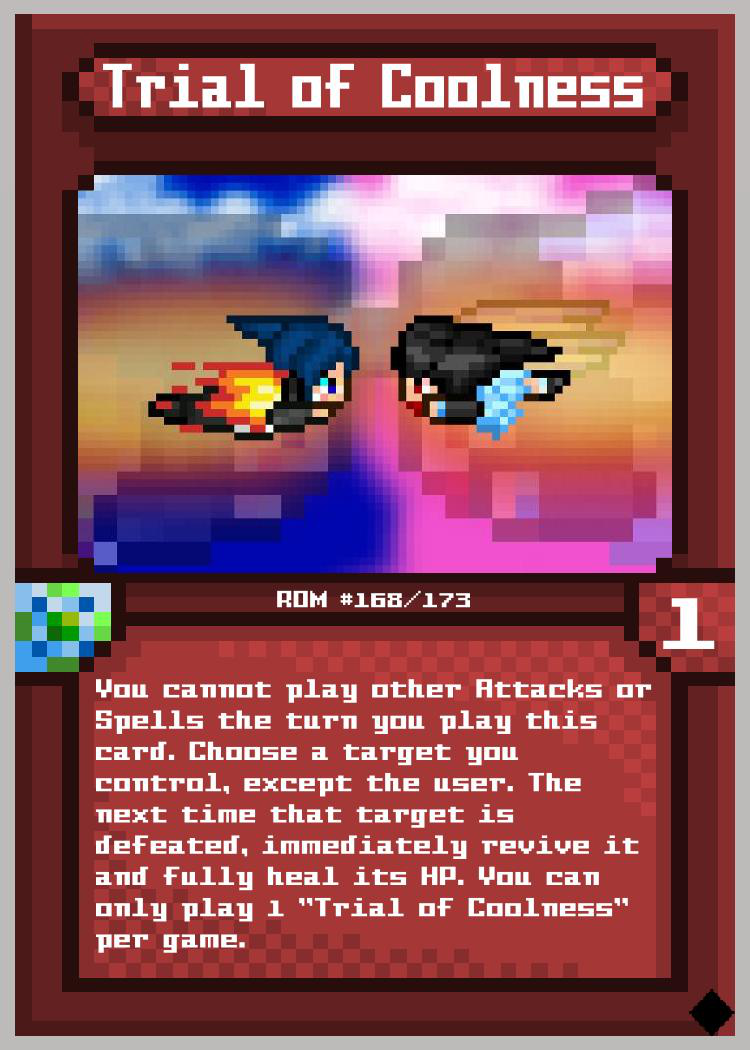 Trial of Coolness
ROM #168/173
1
You cannot play other Attacks or
Spells the turn you play this
card. Choose a target you
control, except the user. The
next time that target is
defeated, immediately revive it
and fully heal its HP. You can
only play 1 "Trial of Coolness"
per game.